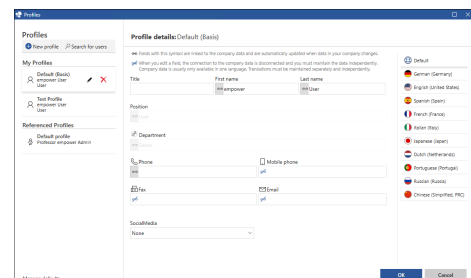 Profiles
Profiles
New profile
Search for users
My Profiles
Default (Basis)
empower User
User
Test Profile
empower User
User
Referenced Profiles
Default profile
Professor empower Admin
Profile details: Default (Basis)
Fields with this symbol are linked to the company data and are automatically updated when data in your company changes.
When you edit a field, the connection to the company data is disconnected and you must maintain the data independently.
Company data is usually only available in one language. Translations must be maintained separately and independently.
Title First name Last name
empower User
Position
Department
Phone Mobile phone
Fax Email
SocialMedia
None
Default
German (Germany)
English (United States)
Spanish (Spain)
French (France)
Italian (Italy)
Japanese (Japan)
Dutch (Netherlands)
Portuguese (Portugal)
Russian (Russia)
Chinese (Simplified, PRC)
OK Cancel